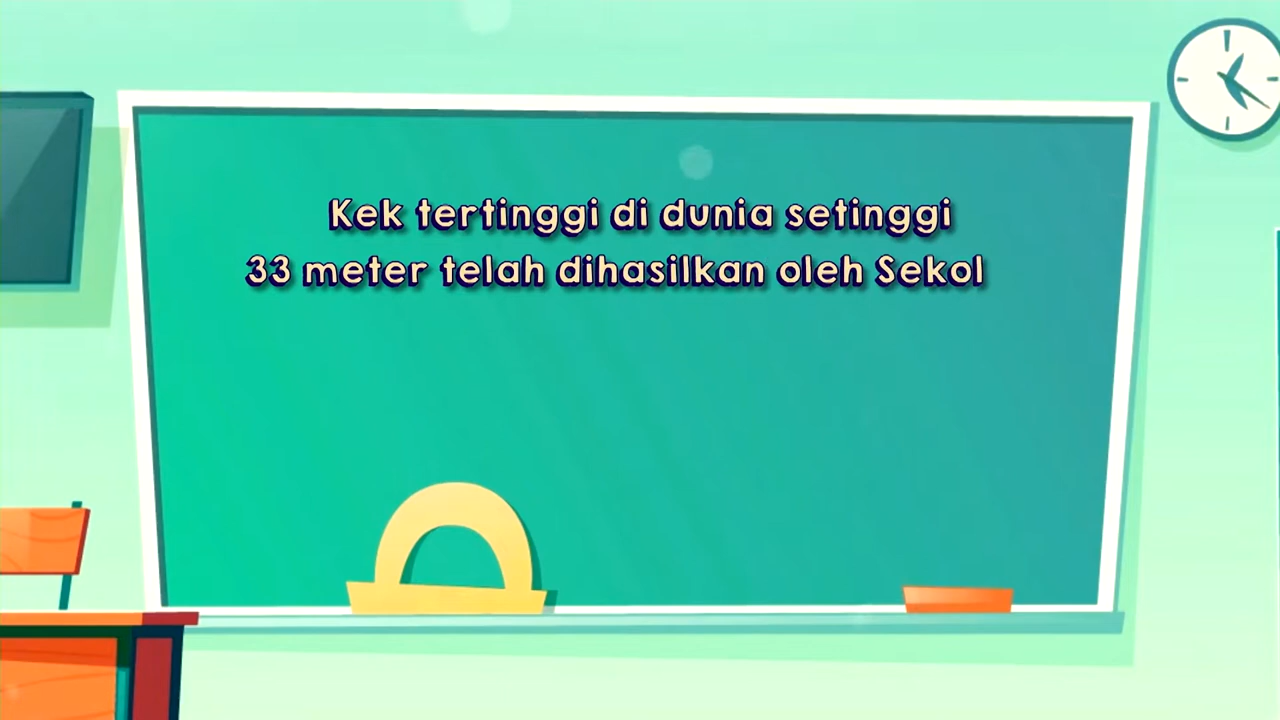 Kek tertinggi di dunia setinggi
33 meter telah dihasilkan oleh Sekol